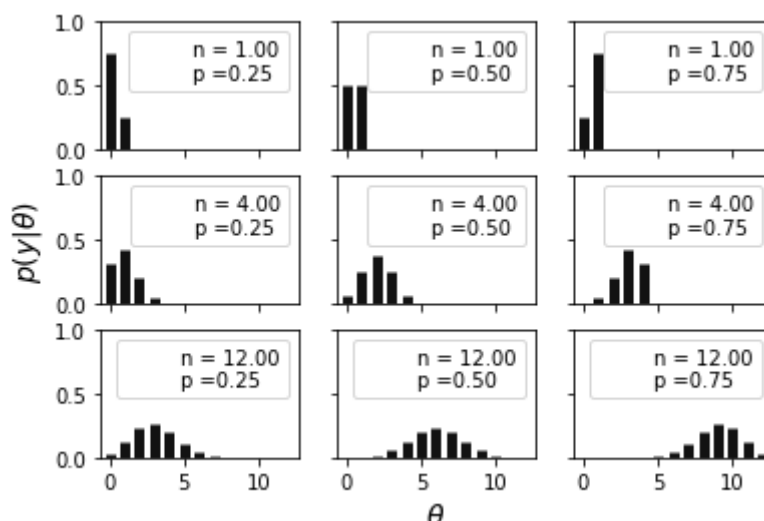 1.0
0.5
0.0
n = 1.00
p =0.25
n = 1.00
p =0.50
n = 1.00
p =0.75
1.0
0.5
0.0
n = 4.00
p =0.25
n = 4.00
p =0.50
n = 4.00
p =0.75
p(y|θ)
1.0
0.5
0.0
n = 12.00
p =0.25
n = 12.00
p =0.50
n = 12.00
p =0.75
0 5 10
0 5 10
0 5 10
θ